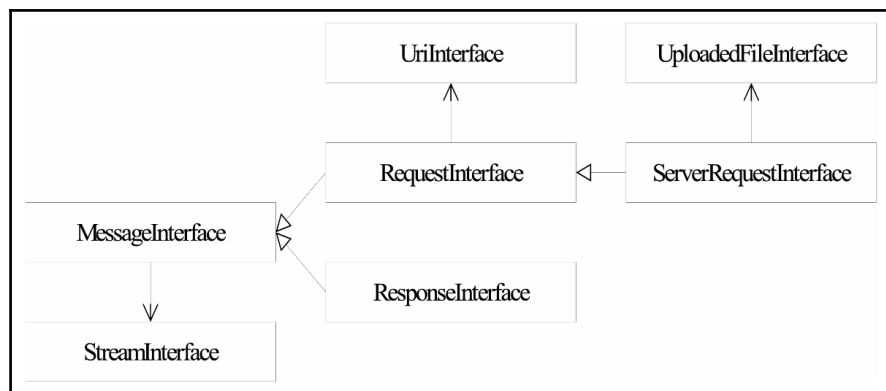 UriInterface
UploadedFileInterface
RequestInterface
ServerRequestInterface
MessageInterface
ResponseInterface
StreamInterface